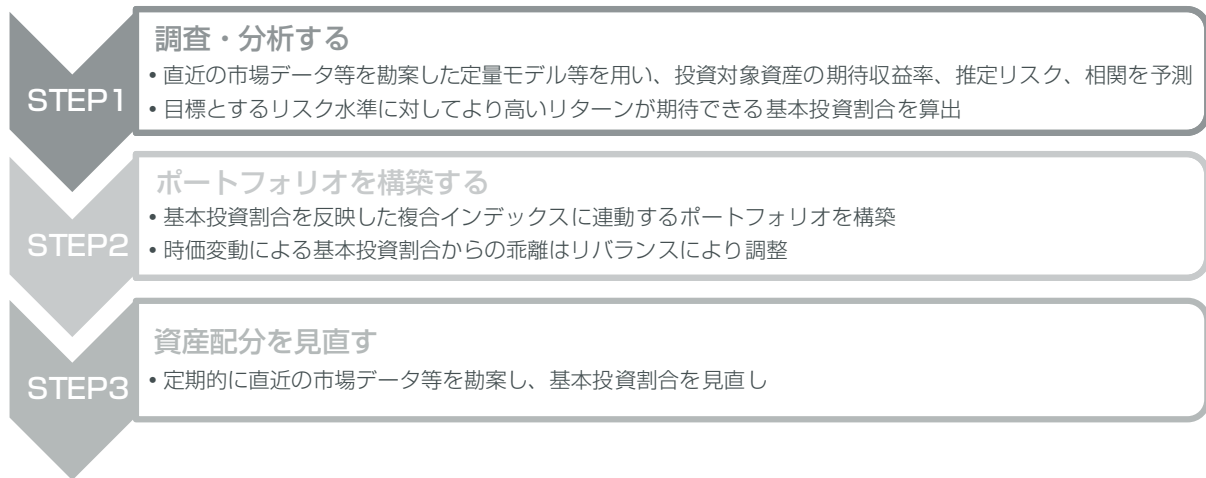 STEP1
調査・分析する
•直近の市場データ等を勘案した定量モデル等を用い、投資対象資産の期待収益率、推定リスク、相関を予測
•目標とするリスク水準に対してより高いリターンが期待できる基本投資割合を算出
STEP2
ポートフォリオを構築する
•基本投資割合を反映した複合インデックスに連動するポートフォリオを構築
•時価変動による基本投資割合からの乖離はリバランスにより調整
STEP3
資産配分を見直す
•定期的に直近の市場データ等を勘案し、基本投資割合を見直し